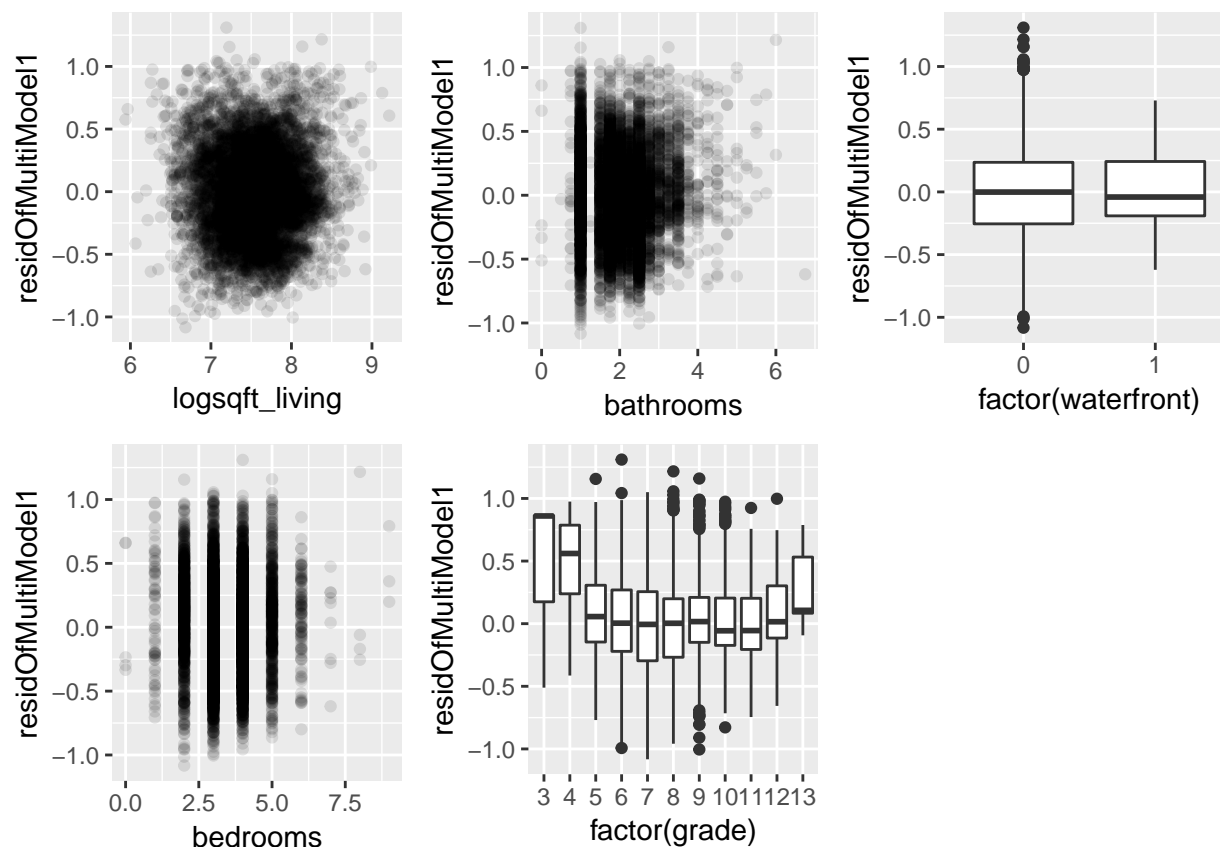 residOfMultiModel1
1.0
0.5
0.0
−0.5
−1.0
6 7 8 9
logsqft_living
residOfMultiModel1
1.0
0.5
0.0
−0.5
−1.0
0 2 4 6
bathrooms
residOfMultiModel1
1.0
0.5
0.0
−0.5
−1.0
0 1
factor(waterfront)
residOfMultiModel1
1.0
0.5
0.0
−0.5
−1.0
0.0 2.5 5.0 7.5
bedrooms
residOfMultiModel1
1.0
0.5
0.0
−0.5
−1.0
3 4 5 6 7 8 9 10 11 12 13
factor(grade)